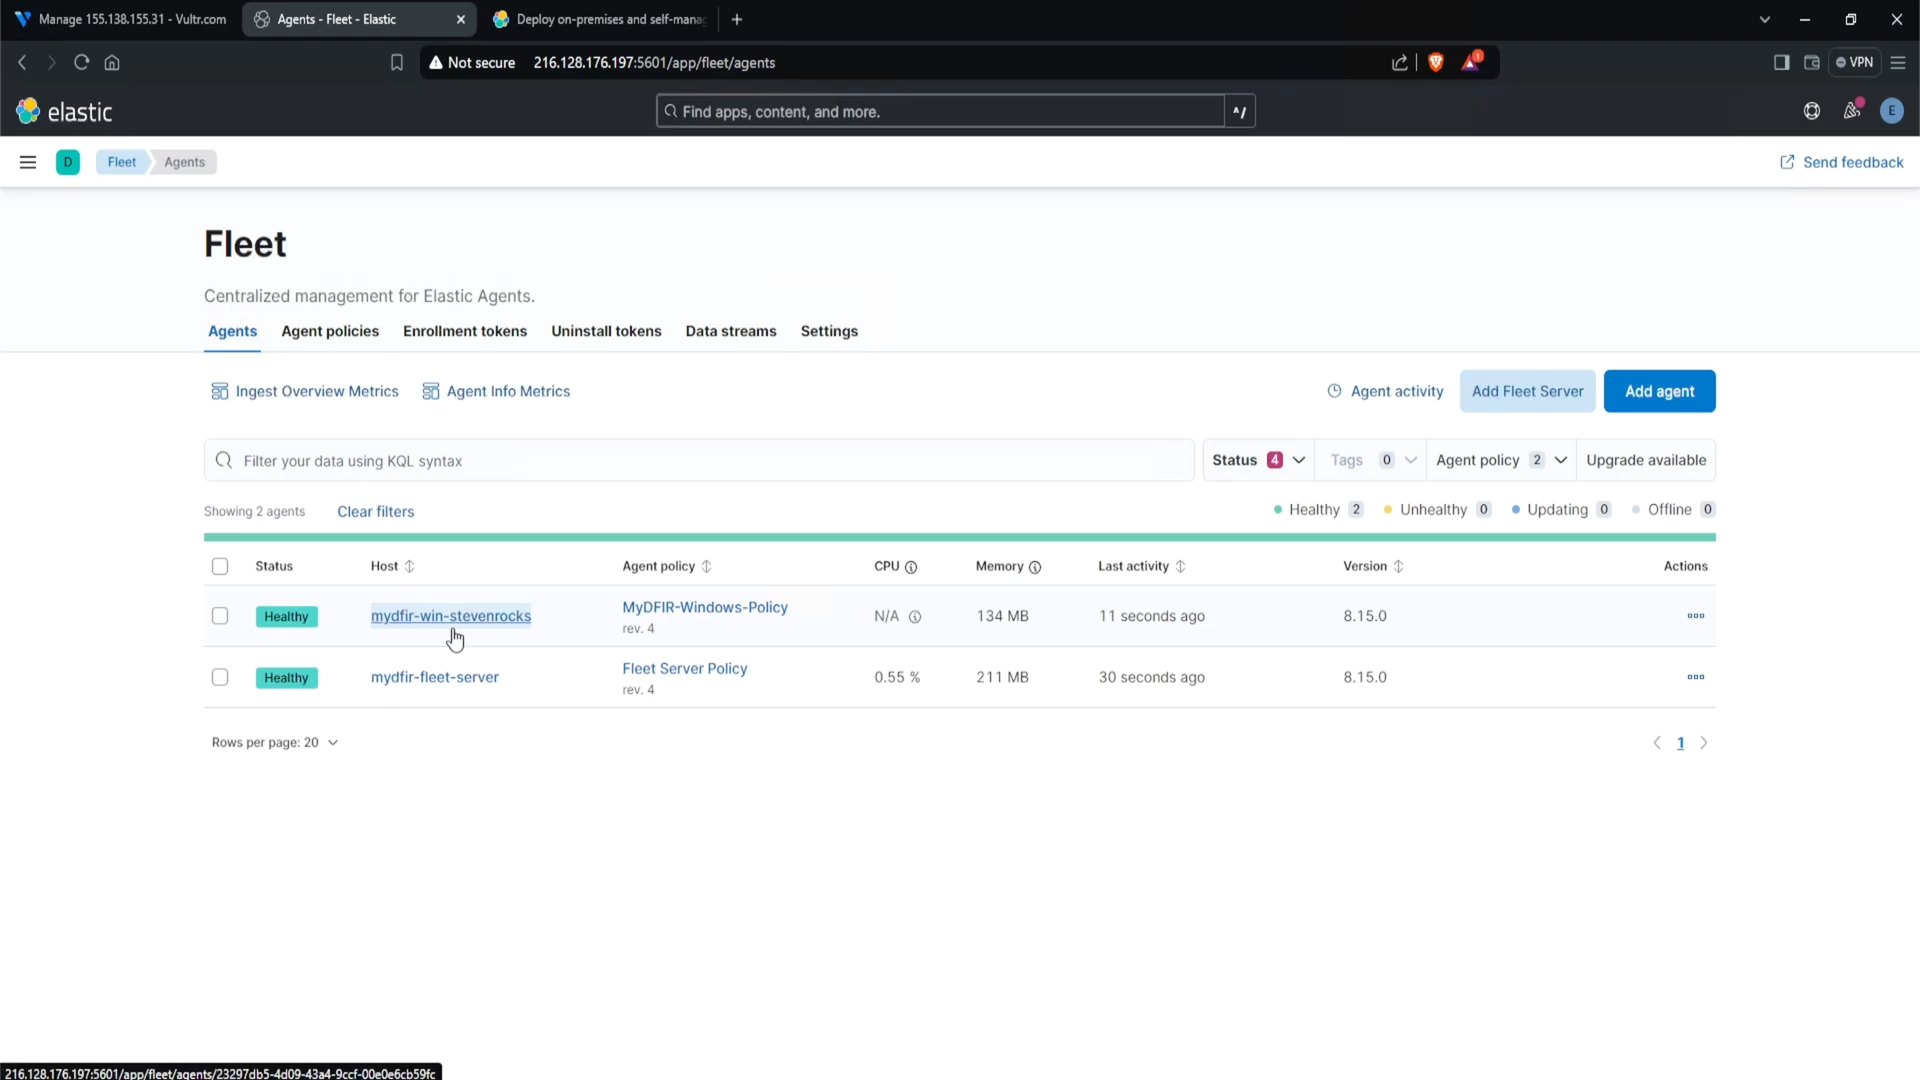 Manage 155.138.155.31 - Vultr.com
Agents - Fleet - Elastic
Deploy on-premises and self-mana
Not secure 216.128.176.197:5601/app/fleet/agents
1
VPN
elastic
Find apps, content, and more.
^/
E
D
Fleet
Agents
Send feedback
Fleet
Centralized management for Elastic Agents.
Agents Agent policies Enrollment tokens Uninstall tokens Data streams Settings
Ingest Overview Metrics Agent Info Metrics Agent activity Add Fleet Server Add agent
Filter your data using KQL syntax Status 4 Tags 0 Agent policy 2 Upgrade available
Showing 2 agents Clear filters Healthy 2 Unhealthy 0 Updating 0 Offline 0
Status Host Agent policy CPU Memory Last activity Version Actions
Healthy mydfir-win-stevenrocks MyDFIR-Windows-Policy N/A 134 MB 11 seconds ago 8.15.0
rev. 4
Healthy mydfir-fleet-server Fleet Server Policy 0.55 % 211 MB 30 seconds ago 8.15.0
rev. 4
Rows per page: 20 1
216.128.176.197:5601/app/fleet/agents/23297db5-4d09-43a4-9ccf-00e0e6cb59fc